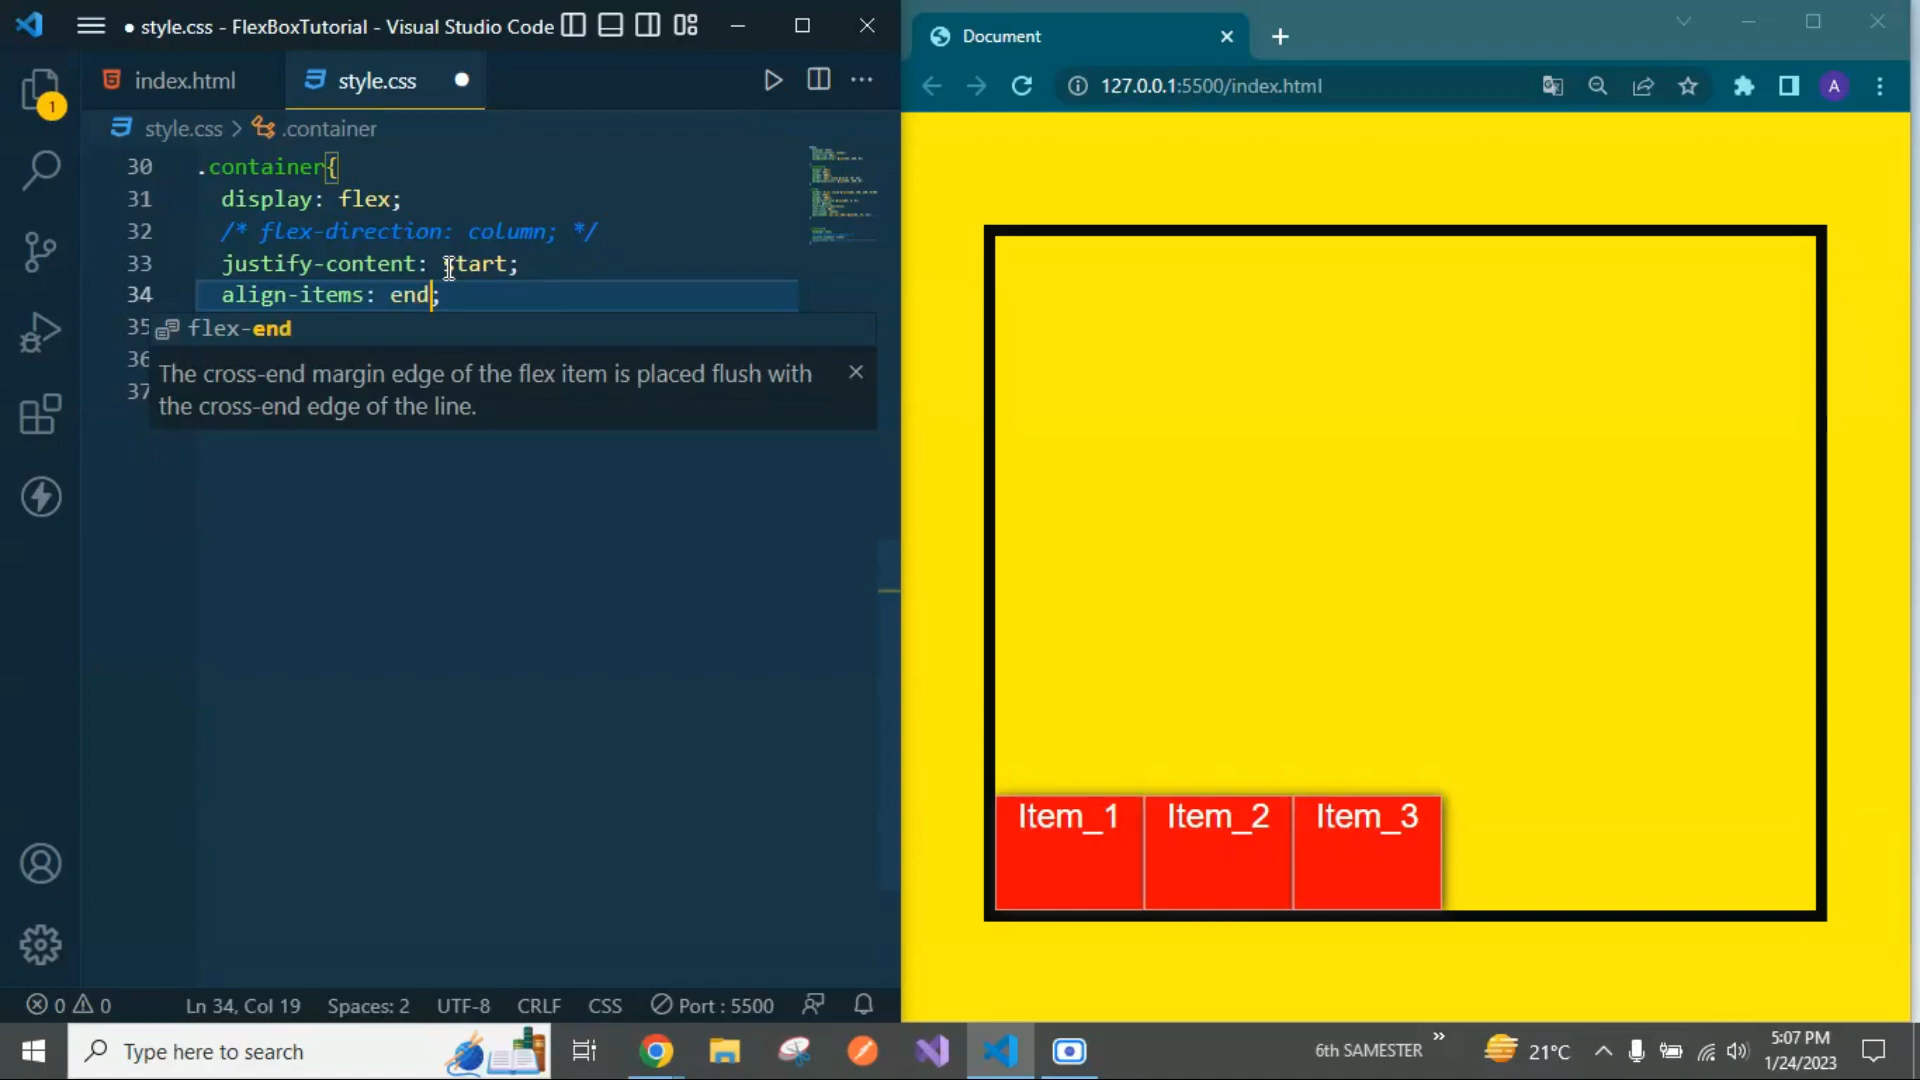 style.css - FlexBoxTutorial - Visual Studio Code
index.html
style.css
style.css > .container
30 .container{
31 display: flex;
32 /* flex-direction: column; */
33 justify-content: start;
34 align-items: end;
35 flex-end
36 The cross-end margin edge of the flex item is placed flush with
37 the cross-end edge of the line.
1
0 0
Ln 34, Col 19
Spaces: 2
UTF-8
CRLF
CSS
Port : 5500
Document
127.0.0.1:5500/index.html
A
Item_1
Item_2
Item_3
Type here to search
6th SAMESTER
21°C
5:07 PM
1/24/2023